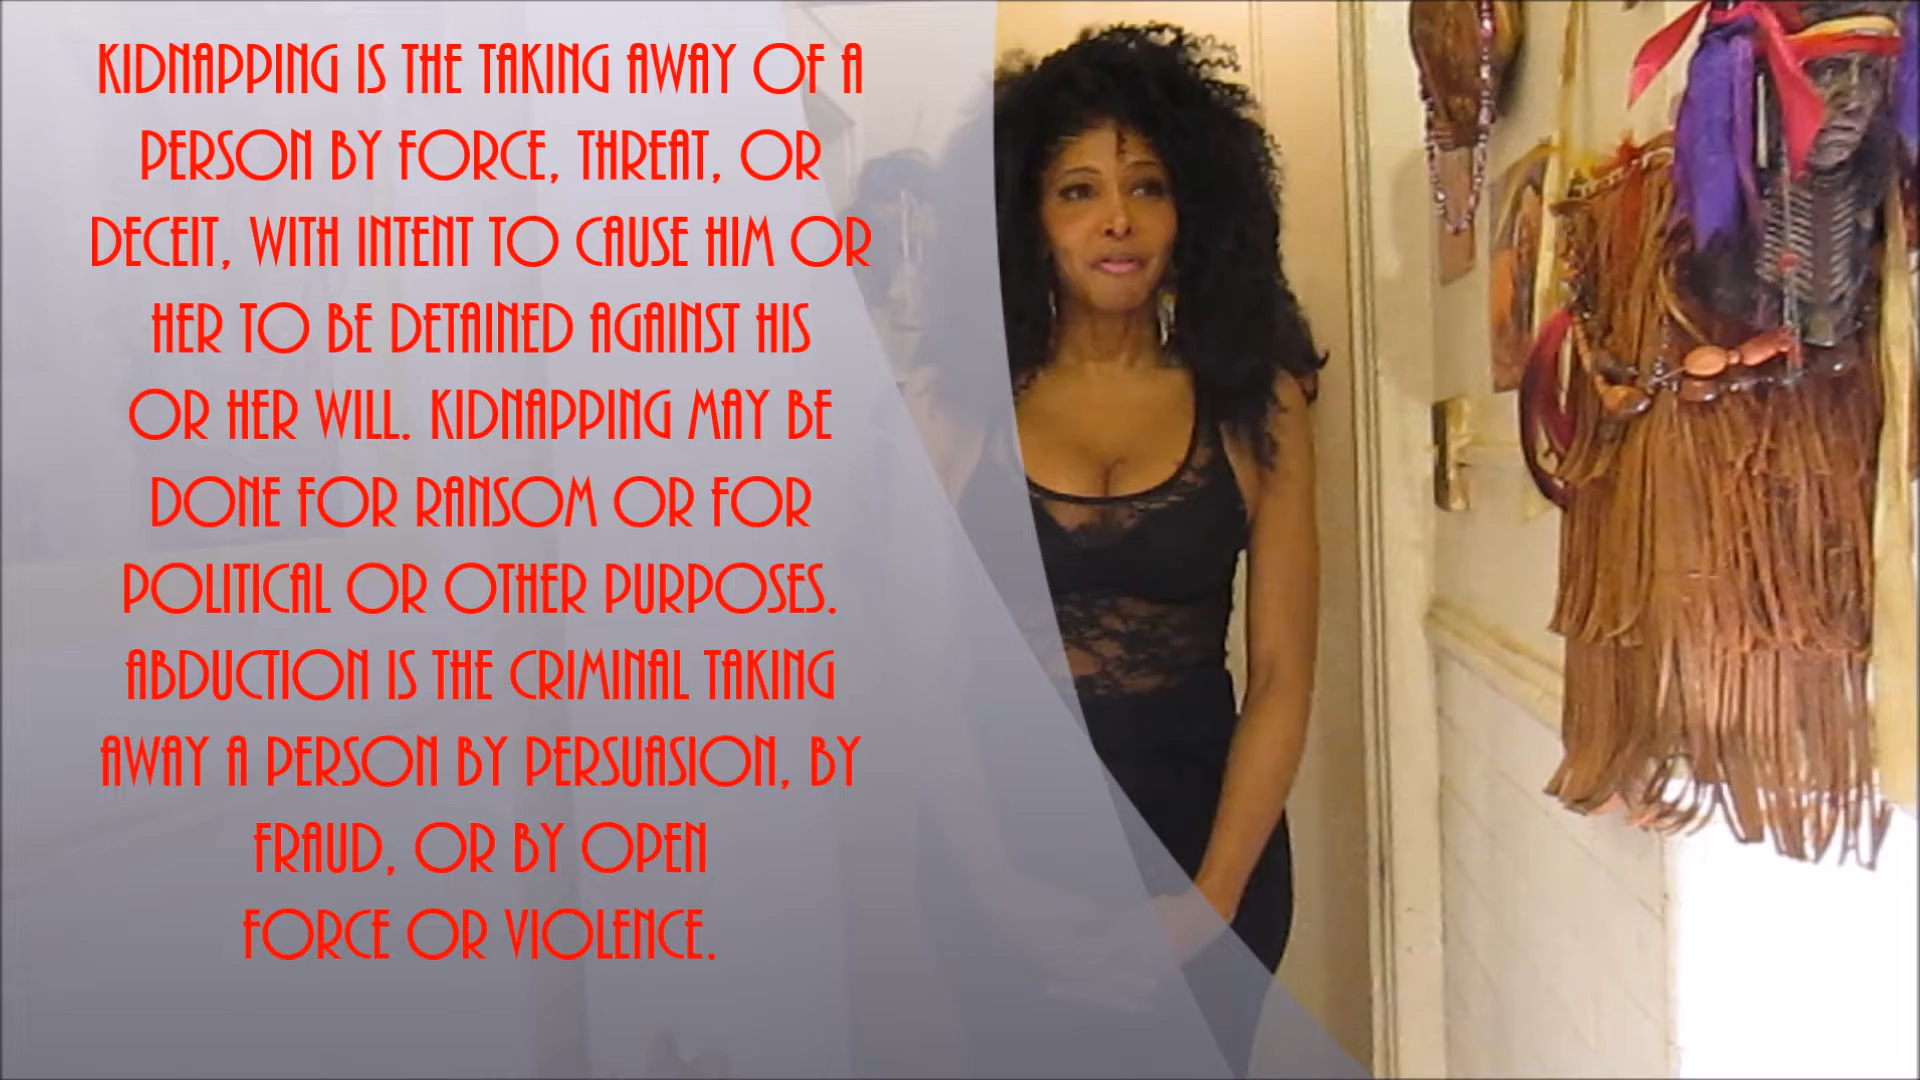 KIDNAPPING IS THE TAKING AWAY OF A
PERSON BY FORCE, THREAT, OR
DECEIT, WITH INTENT TO CAUSE HIM OR
HER TO BE DETAINED AGAINST HIS
OR HER WILL. KIDNAPPING MAY BE
DONE FOR RANSOM OR FOR
POLITICAL OR OTHER PURPOSES.
ABDUCTION IS THE CRIMINAL TAKING
AWAY A PERSON BY PERSUASION, BY
FRAUD, OR BY OPEN
FORCE OR VIOLENCE.